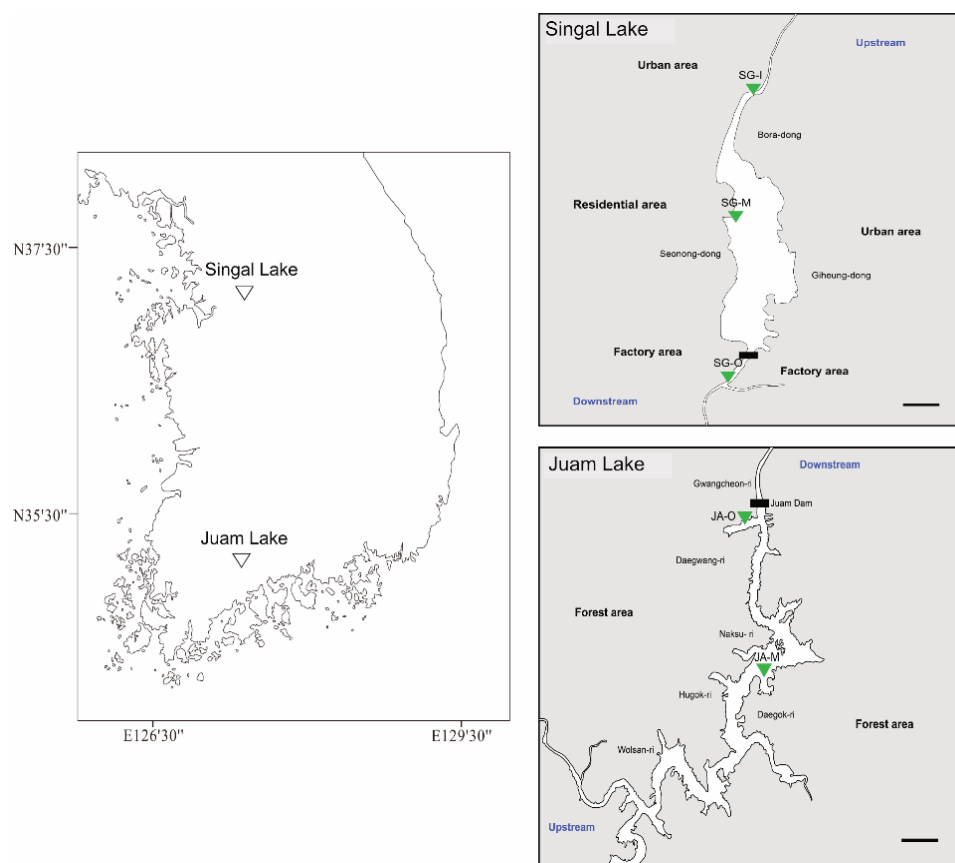 N37'30"
Singal Lake
N35'30"
Juam Lake
E126'30"
E129'30"
Singal Lake
Upstream
Urban area
SG-I
Bora-dong
Residential area
SG-M
Urban area
Seonong-dong
Giheung-dong
Factory area
SG-O
Factory area
Downstream
Juam Lake
Downstream
Gwangcheon-ri
Juam Dam
JA-O
Daegwang-ri
Forest area
Naksu- ri
JA-M
Hugok-ri
Daegok-ri
Forest area
Wolsan-ri
Upstream